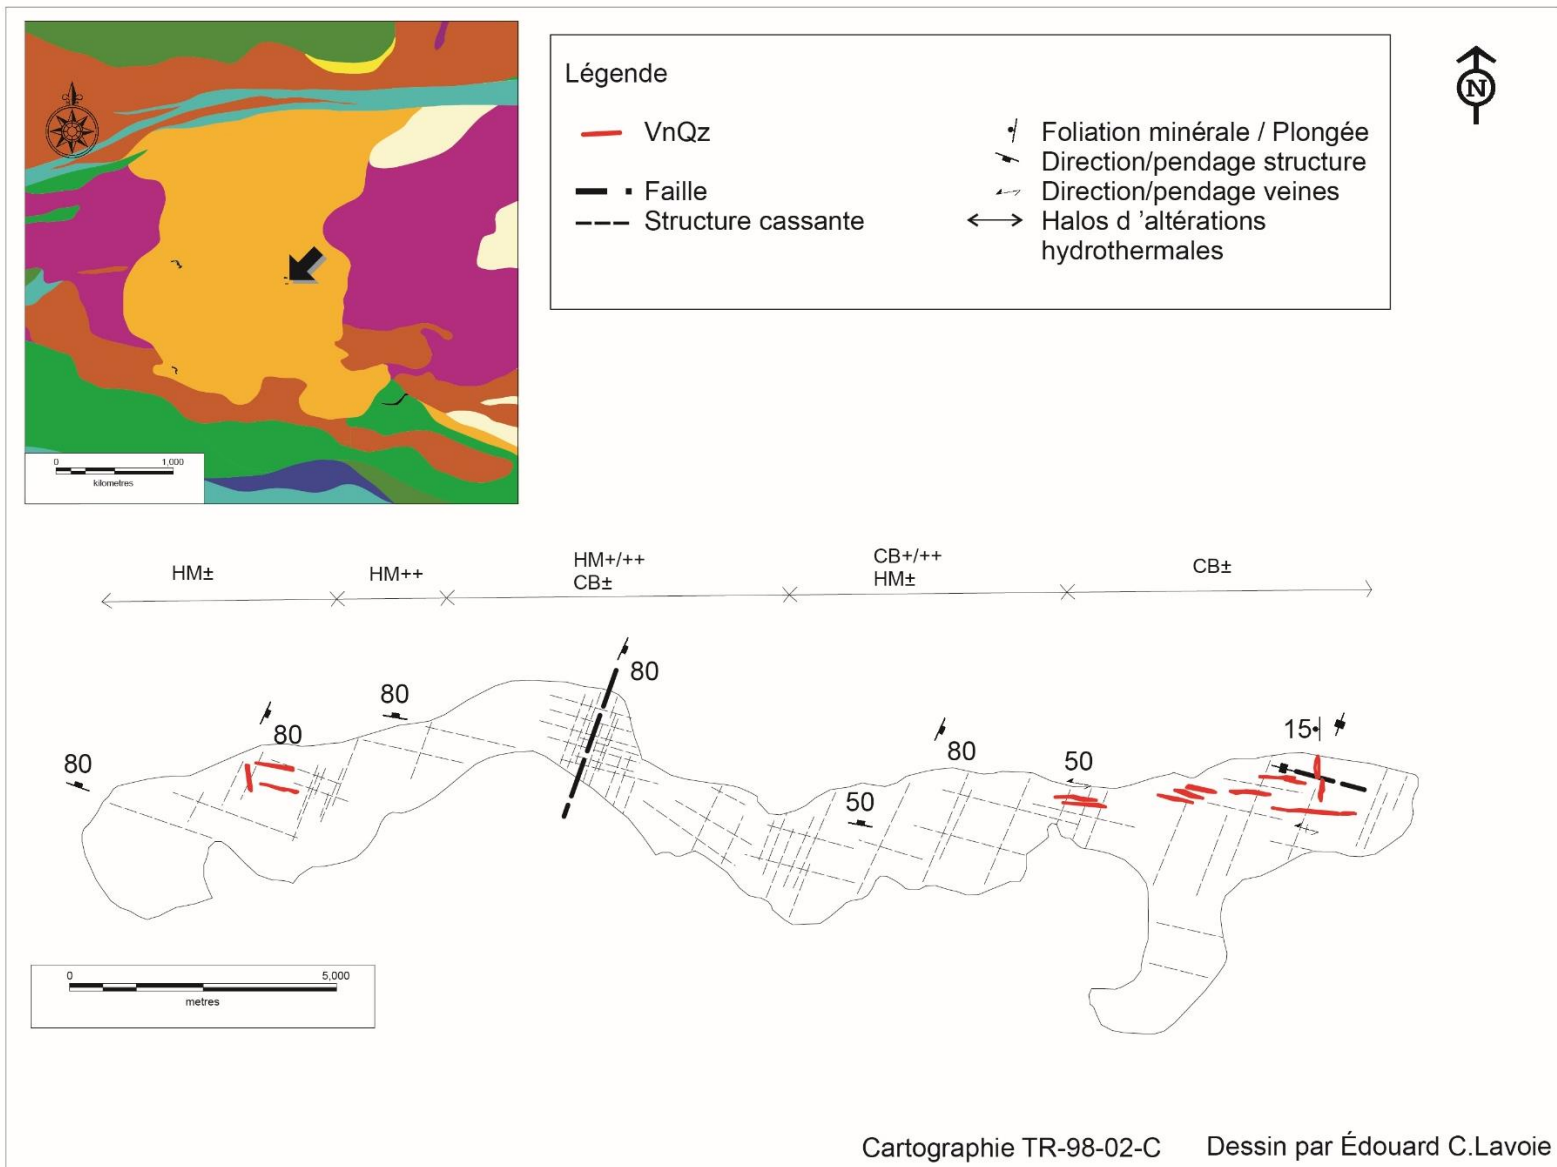 0 1,000
kilometres
Légende
VnQz
Faille
Structure cassante
Foliation minérale / Plongée
Direction/pendage structure
Direction/pendage veines
Halos d 'altérations
hydrothermales
N
HM±
HM++
HM+/++
CB±
CB+/++
HM±
CB±
80
80
80
80
50
80
50
15
0 5,000
metres
Cartographie TR-98-02-C Dessin par Édouard C.Lavoie